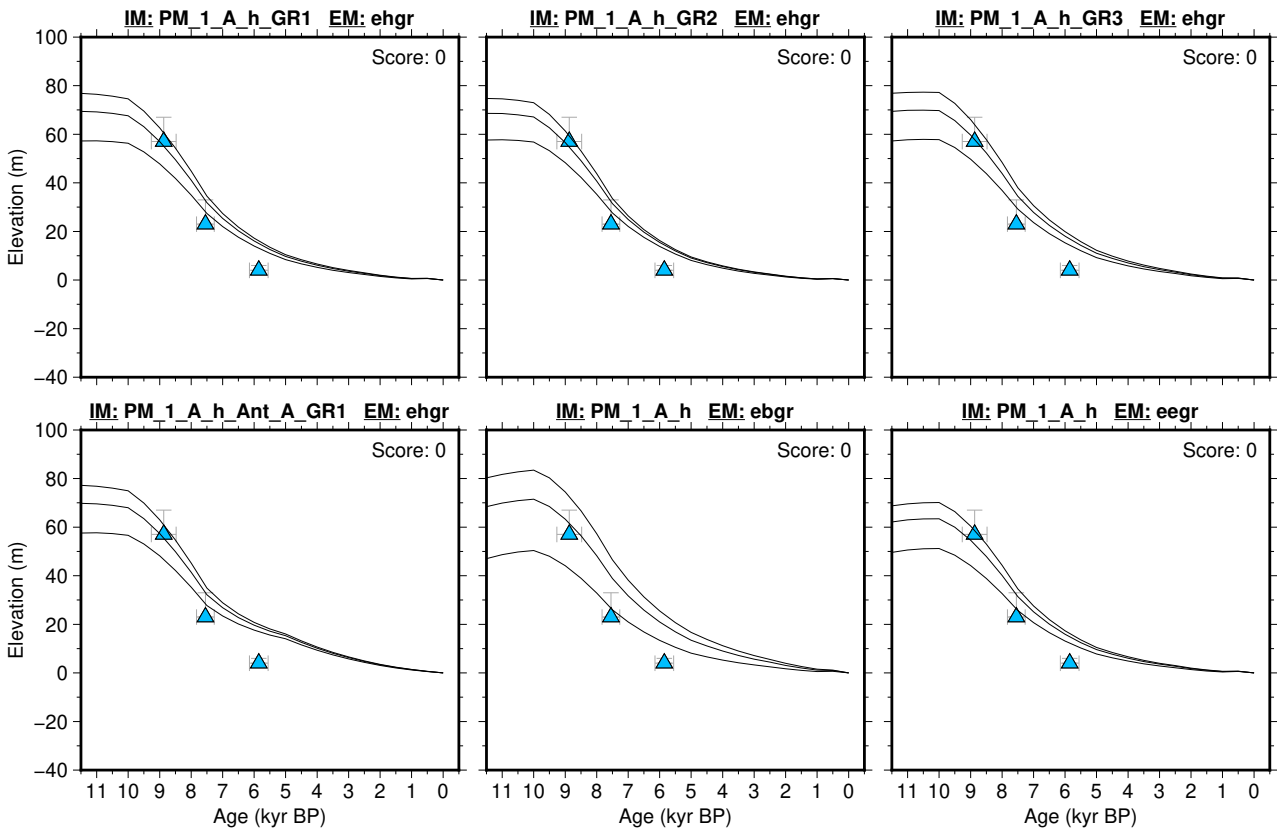 IM: PM_1_A_h_GR1 EM: ehgr
IM: PM_1_A_h_GR2 EM: ehgr
IM: PM_1_A_h_GR3 EM: ehgr
Score: 0
Score: 0
Score: 0
100
80
60
40
20
0
−20
−40
Elevation (m)
IM: PM_1_A_h_Ant_A_GR1 EM: ehgr
IM: PM_1_A_h EM: ebgr
IM: PM_1_A_h EM: eegr
Score: 0
Score: 0
Score: 0
100
80
60
40
20
0
−20
−40
Elevation (m)
11 10 9 8 7 6 5 4 3 2 1 0
11 10 9 8 7 6 5 4 3 2 1 0
11 10 9 8 7 6 5 4 3 2 1 0
Age (kyr BP)
Age (kyr BP)
Age (kyr BP)